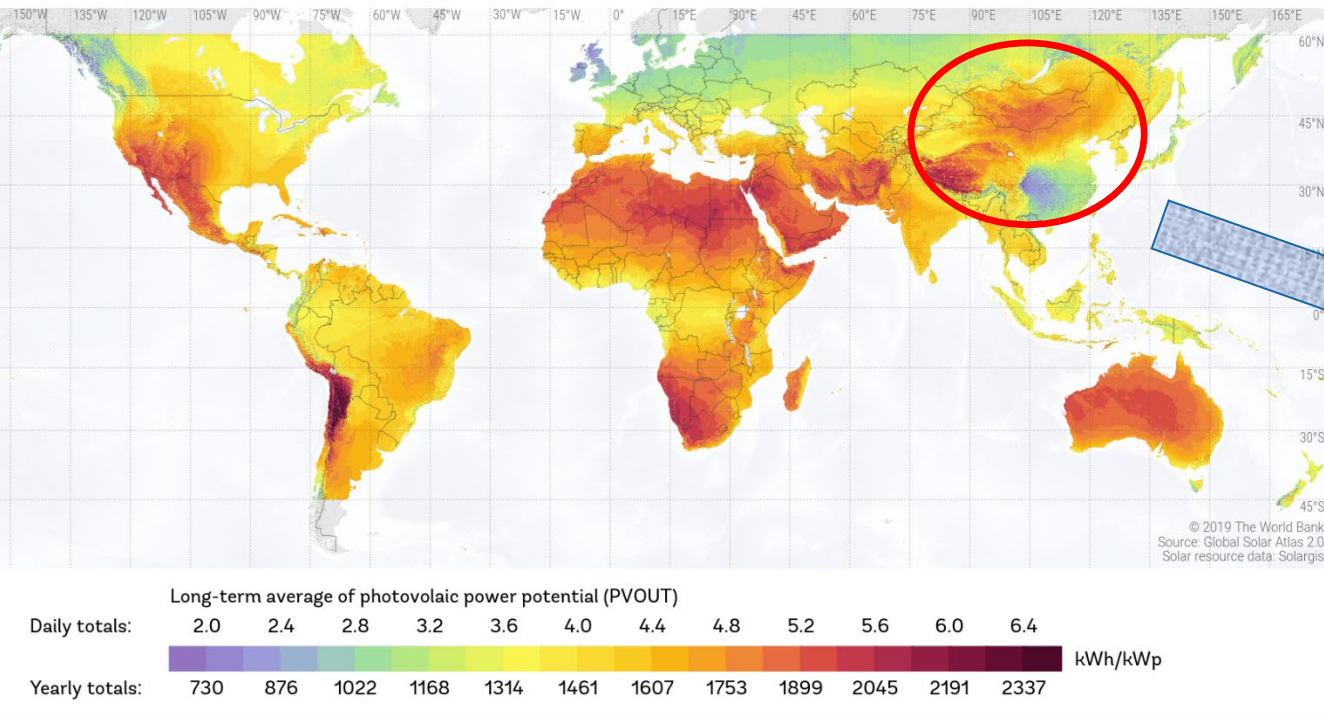 150°W 135°W 120°W 105°W 90°W 75°W 60°W 45°W 30°W 15°W 0° 15°E 30°E 45°E 60°E 75°E 90°E 105°E 120°E 135°E 150°E 165°E
60°N
45°N
30°N
15°N
0°
15°S
30°S
45°S
© 2019 The World Bank
Source: Global Solar Atlas 2.0
Solar resource data: Solargis
Long-term average of photovolaic power potential (PVOUT)
Daily totals: 2.0 2.4 2.8 3.2 3.6 4.0 4.4 4.8 5.2 5.6 6.0 6.4
kWh/kWp
Yearly totals: 730 876 1022 1168 1314 1461 1607 1753 1899 2045 2191 2337